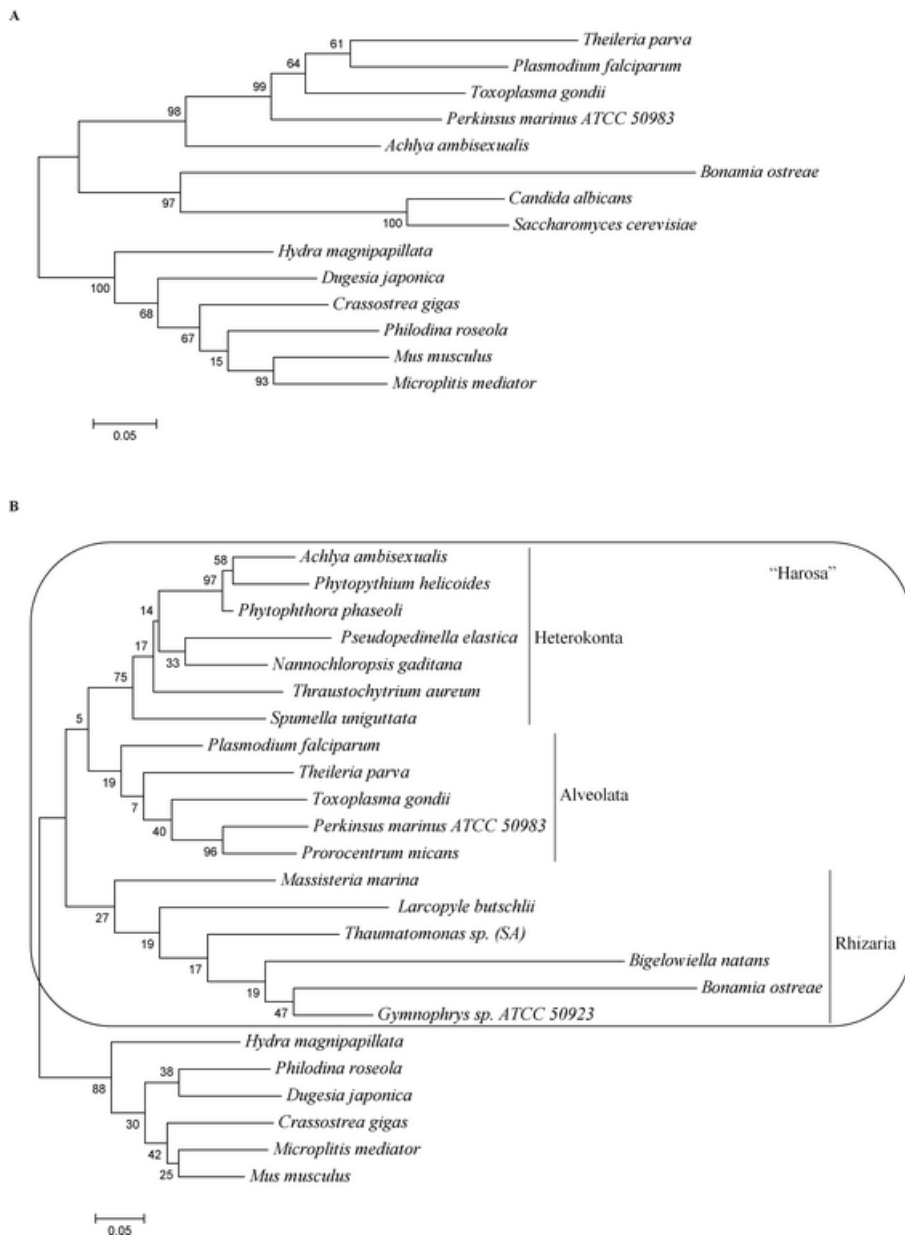 A
61
Theileria parva
64
Plasmodium falciparum
99
Toxoplasma gondii
98
Perkinsus marinus ATCC 50983
Achlya ambisexualis
Bonamia ostreae
97
Candida albicans
100
Saccharomyces cerevisiae
Hydra magnipapillata
100
Dugesia japonica
68
Crassostrea gigas
67
Philodina roseola
15
Mus musculus
93
Microplitis mediator
0.05
B
"Harosa"
58
Achlya ambisexualis
97
Phytopythium helicoides
14
Phytophthora phaseoli
17
Pseudopedinella elastica
Heterokonta
33
Nannochloropsis gaditana
75
Thraustochytrium aureum
5
Spumella uniguttata
Plasmodium falciparum
19
Theileria parva
7
Toxoplasma gondii
Alveolata
40
Perkinsus marinus ATCC 50983
96
Prorocentrum micans
Massisteria marina
27
Larcopyle butschlii
19
Thaumatomonas sp. (SA)
Rhizaria
17
Bigelowiella natans
19
Bonamia ostreae
47
Gymnophrys sp. ATCC 50923
Hydra magnipapillata
88
38
Philodina roseola
Dugesia japonica
30
Crassostrea gigas
42
Microplitis mediator
25
Mus musculus
0.05